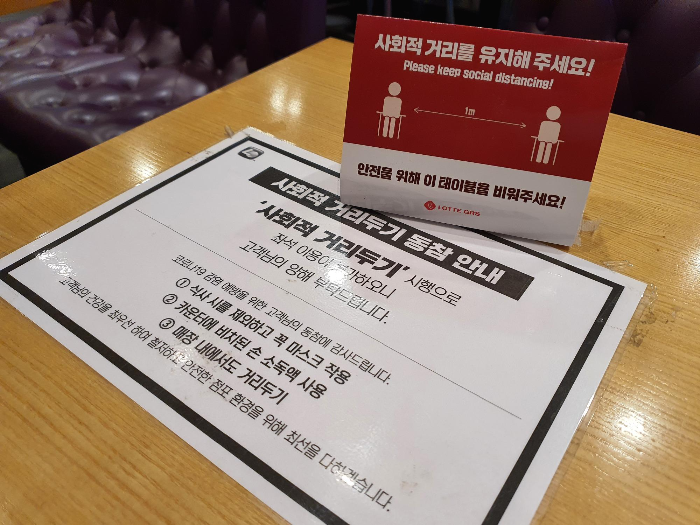 사회적 거리를 유지해 주세요!
Please keep social distancing!
1m
안전을 위해 이 테이블을 비워주세요!
LOTTE GRS
사회적 거리두기 동참 안내
'사회적 거리두기' 시행으로
좌석 이용이 불가하오니
고객님의 양해 부탁드립니다.
코로나19 감염 예방을 위한 고객님의 동참에 감사드립니다.
① 식사 시를 제외하고 꼭 마스크 착용
② 카운터에 비치된 손 소독액 사용
③ 매장 내에서도 거리두기
고객님의 건강을 최우선 하여 철저하고 안전한 점포 환경을 위해 최선을 다하겠습니다.